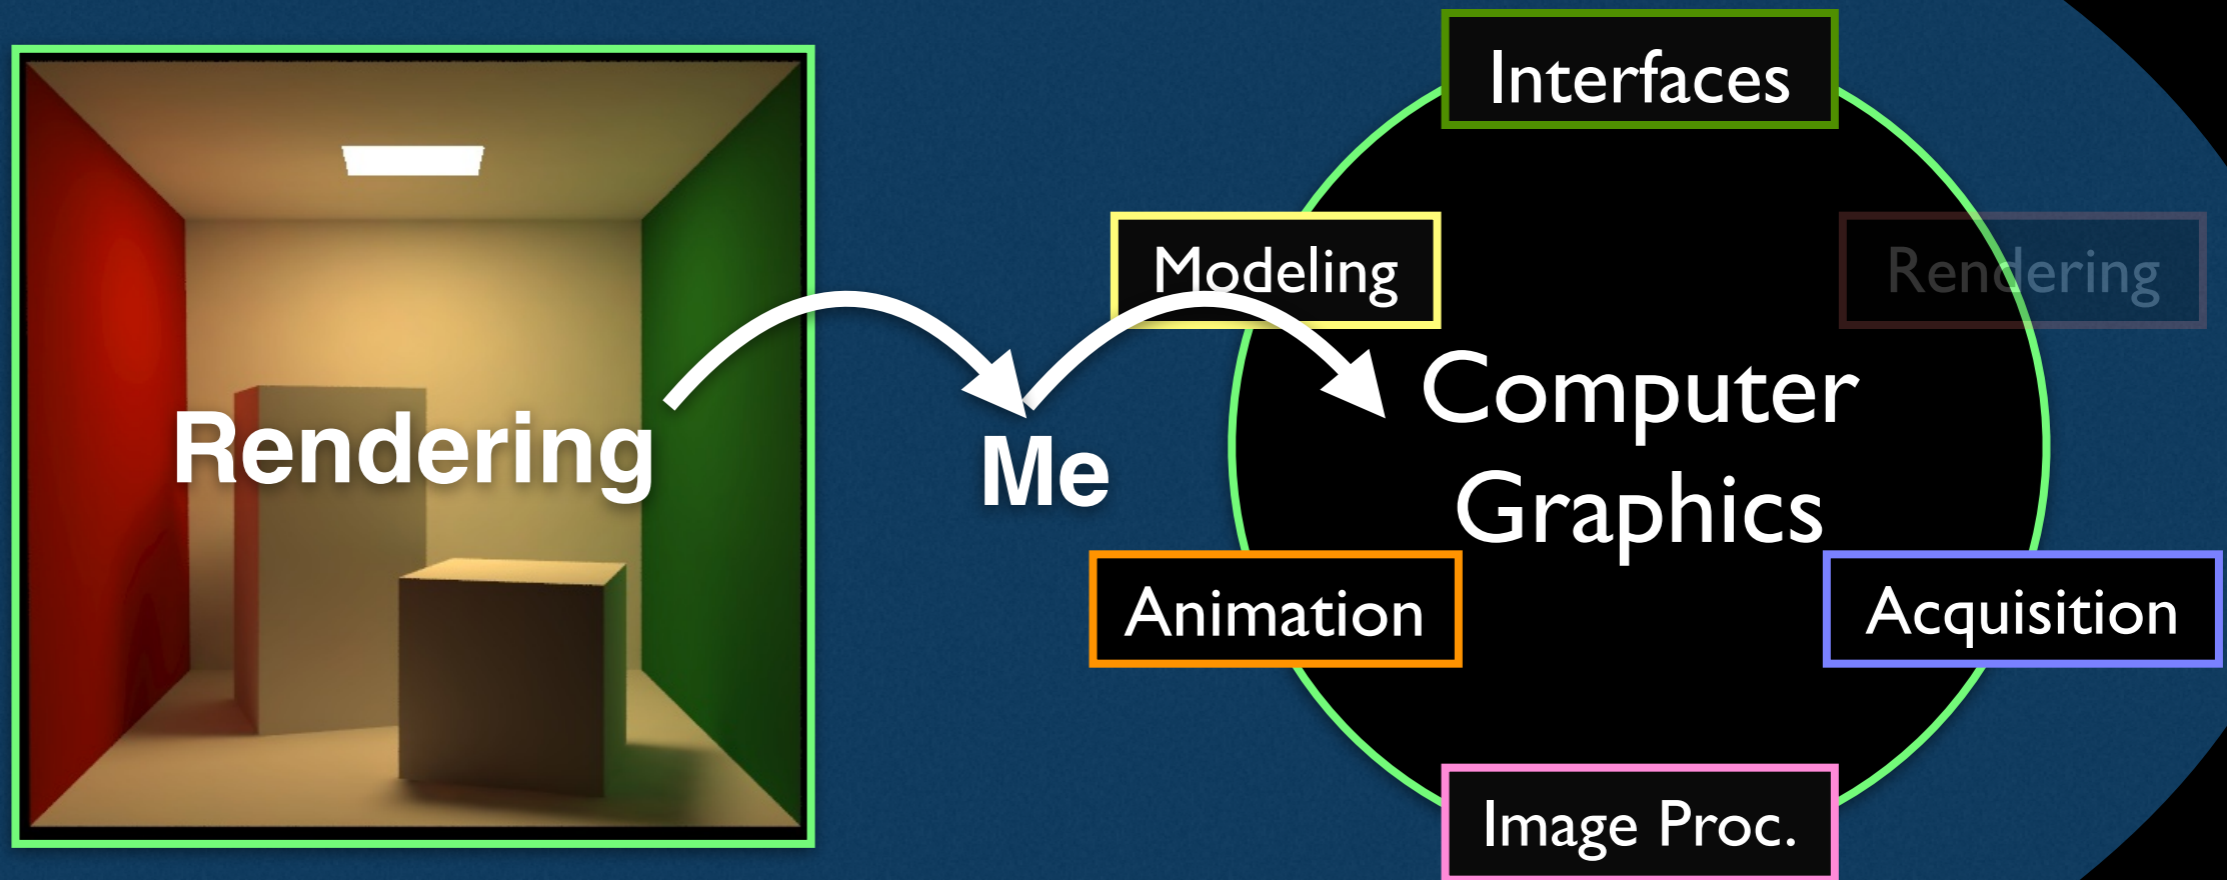 Interfaces
Modeling
Rendering
Computer
Graphics
Rendering
Me
Animation
Acquisition
Image Proc.